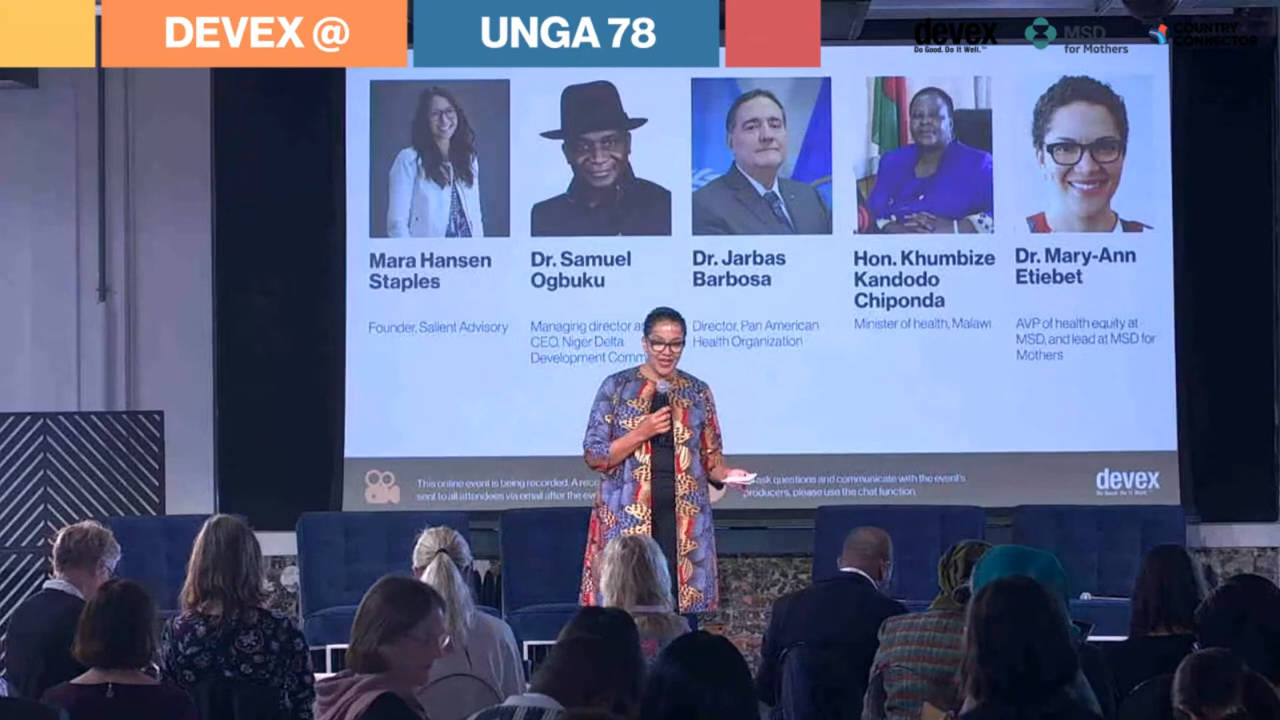 DEVEX @
UNGA 78
devex
Do Good. Do It Well.™
MSD
for Mothers
COUNTRY
CONNECTOR
Mara Hansen
Staples
Founder, Salient Advisory
Dr. Samuel
Ogbuku
Managing director a
CEO, Niger Delta
Development Comm
Dr. Jarbas
Barbosa
Director, Pan American
Health Organization
Hon. Khumbize
Kandodo
Chiponda
Minister of health, Malawi
Dr. Mary-Ann
Etiebet
AVP of health equity at
MSD, and lead at MSD for
Mothers
This online event is being recorded. A reco
sent to all attendees via email after the eve
ask questions and communicate with the event's
producers, please use the chat function.
devex
Do Good. Do It Well.™